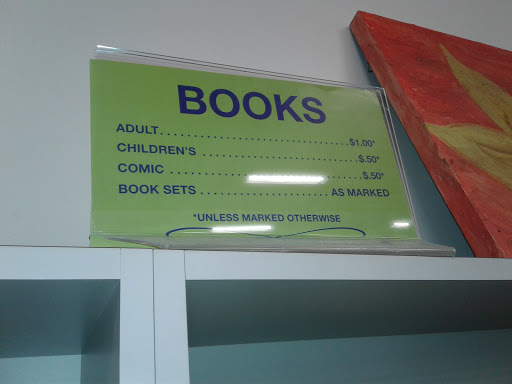 BOOKS
ADULT..............................$1.00*
CHILDREN'S .........................$.50*
COMIC ..............................$.50*
BOOK SETS ......................AS MARKED
*UNLESS MARKED OTHERWISE